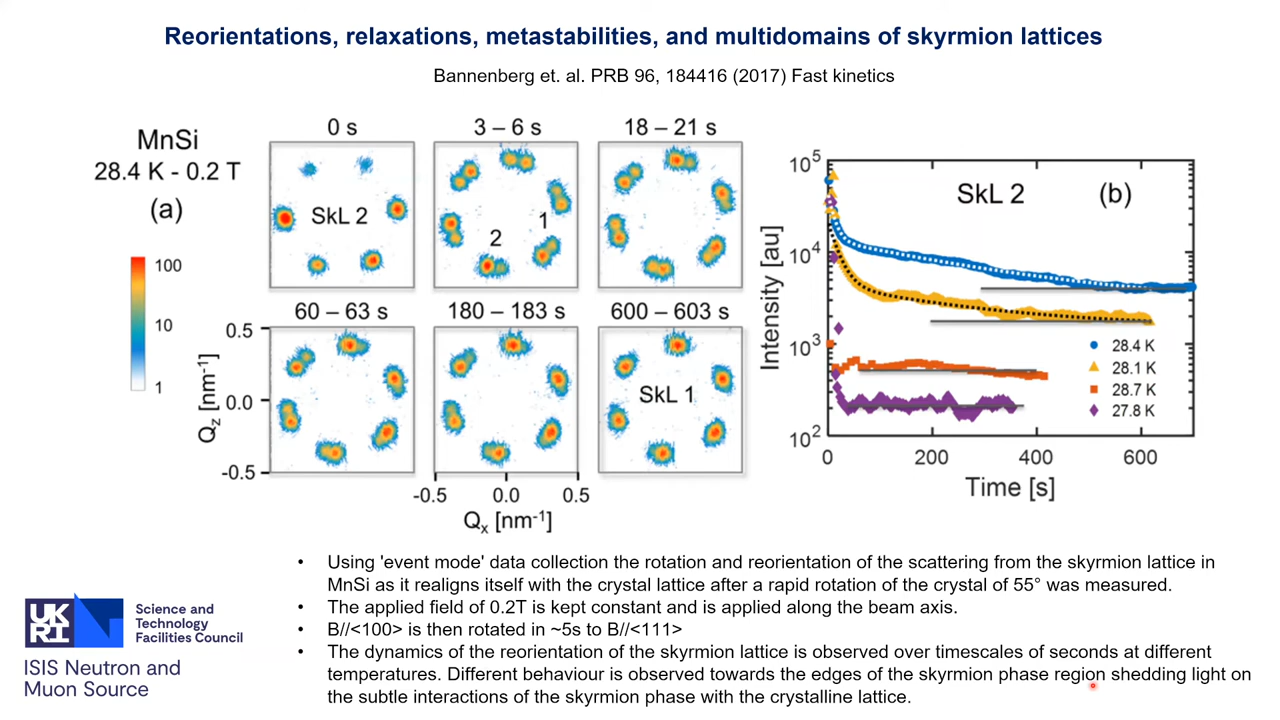 Reorientations, relaxations, metastabilities, and multidomains of skyrmion lattices
Bannenberg et. al. PRB 96, 184416 (2017) Fast kinetics
MnSi
28.4 K - 0.2 T
(a)
100
10
1
0 s
3 – 6 s
18 – 21 s
SkL 2
1
2
60 – 63 s
180 – 183 s
600 – 603 s
SkL 1
0.5
0.0
-0.5
Qz [nm-1]
-0.5
0.0
0.5
Qx [nm-1]
SkL 2
(b)
10^5
10^4
10^3
10^2
Intensity [au]
28.4 K
28.1 K
28.7 K
27.8 K
0
200
400
600
Time [s]
• Using 'event mode' data collection the rotation and reorientation of the scattering from the skyrmion lattice in
MnSi as it realigns itself with the crystal lattice after a rapid rotation of the crystal of 55° was measured.
• The applied field of 0.2T is kept constant and is applied along the beam axis.
• B//<100> is then rotated in ~5s to B//<111>
• The dynamics of the reorientation of the skyrmion lattice is observed over timescales of seconds at different
temperatures. Different behaviour is observed towards the edges of the skyrmion phase region shedding light on
the subtle interactions of the skyrmion phase with the crystalline lattice.
UK
RI
Science and
Technology
Facilities Council
ISIS Neutron and
Muon Source